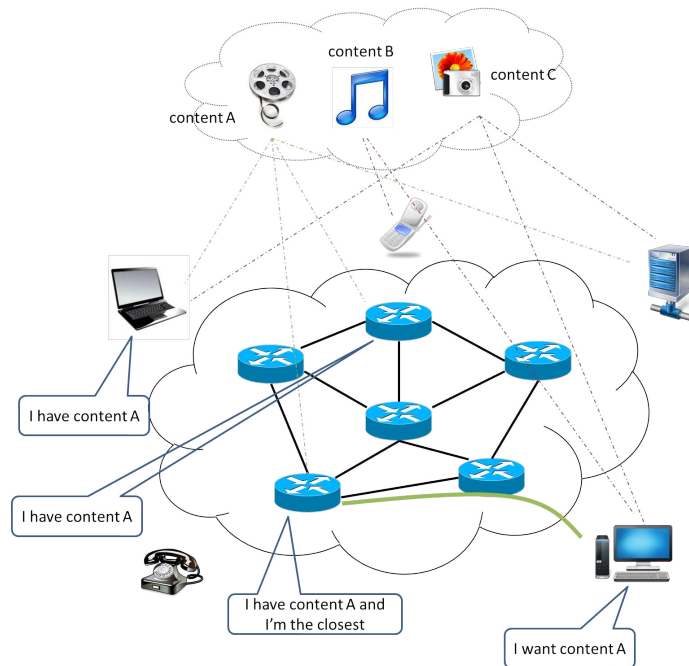 content B
content C
content A
I have content A
I have content A
I have content A and
I'm the closest
I want content A